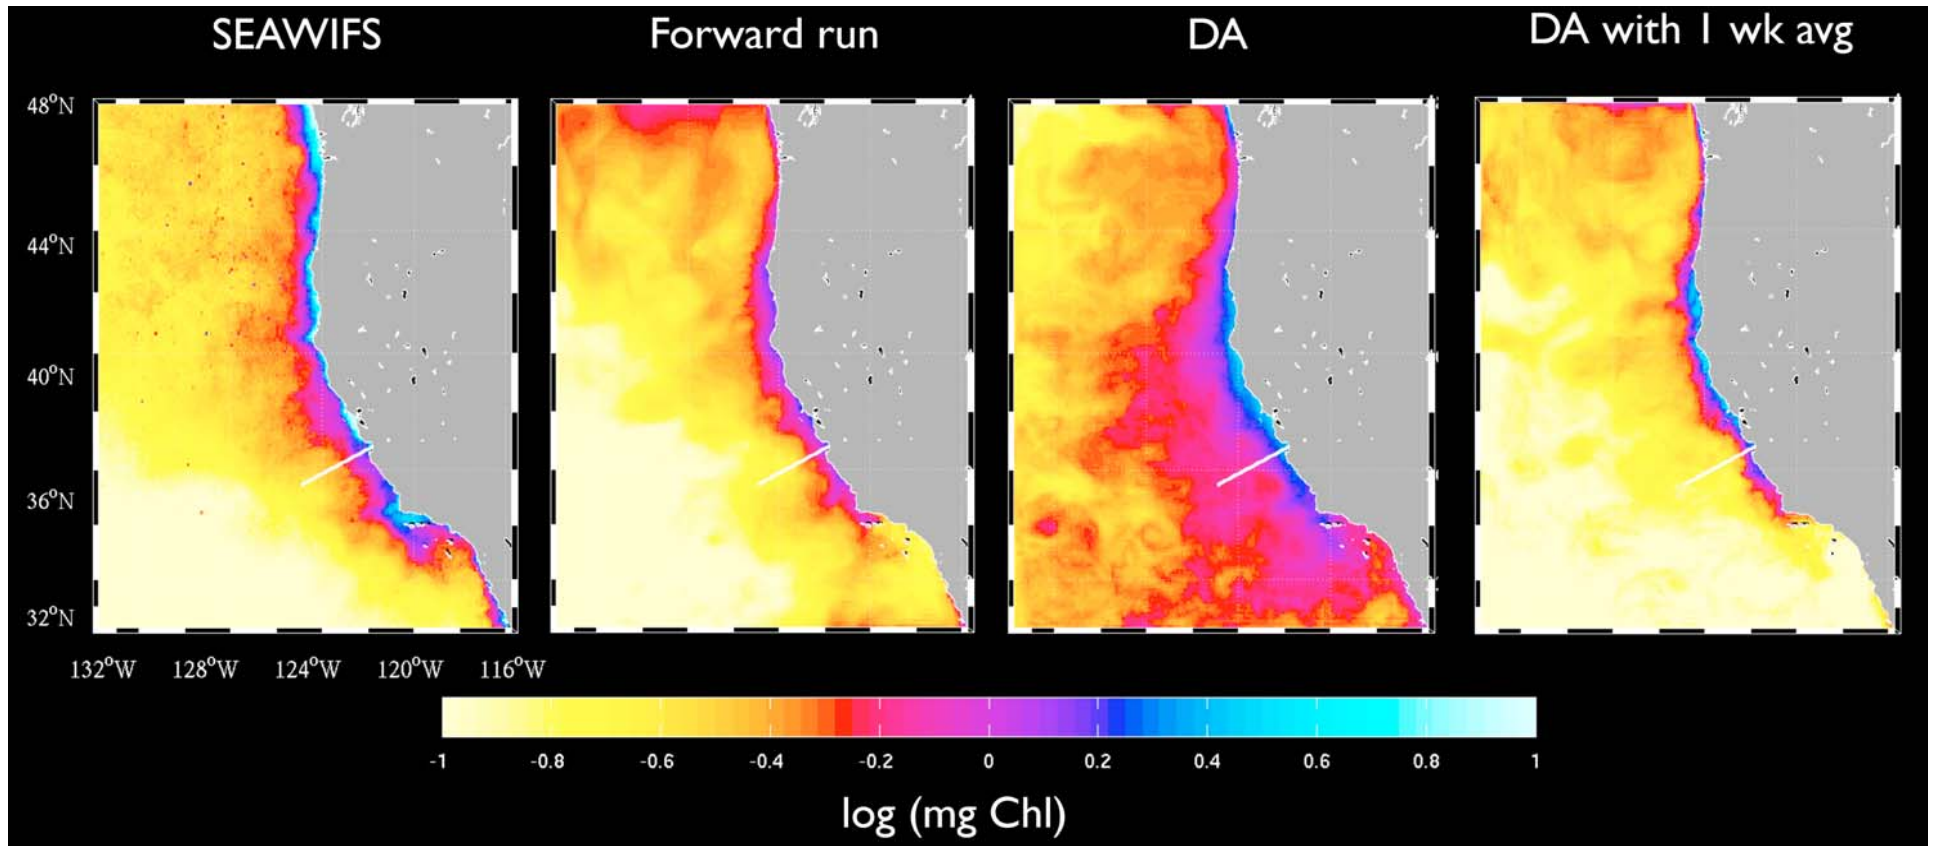 SEAWIFS
Forward run
DA
DA with 1 wk avg
48°N
44°N
40°N
36°N
32°N
132°W 128°W 124°W 120°W 116°W
-1 -0.8 -0.6 -0.4 -0.2 0 0.2 0.4 0.6 0.8 1
log (mg Chl)